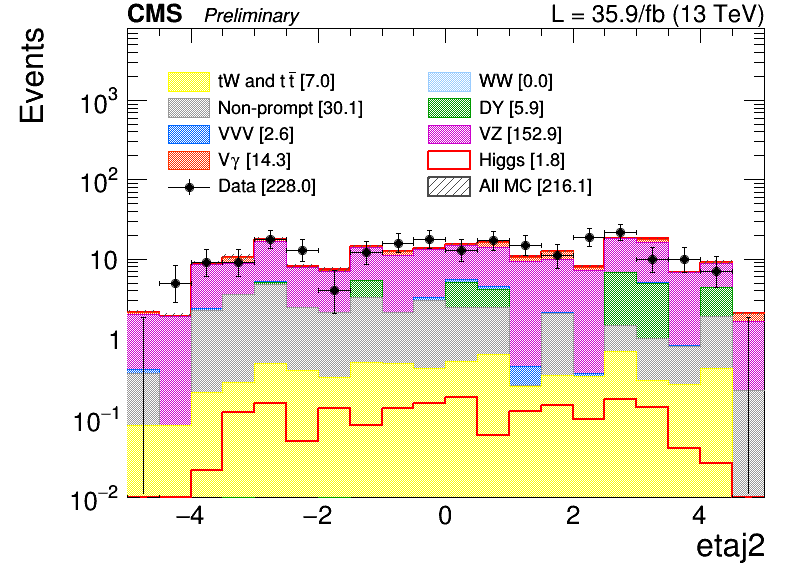 CMS Preliminary L = 35.9/fb (13 TeV)
Events
tW and t t̅ [7.0] WW [0.0]
Non-prompt [30.1] DY [5.9]
VVV [2.6] VZ [152.9]
Vγ [14.3] Higgs [1.8]
Data [228.0] All MC [216.1]
10³
10²
10
1
10⁻¹
10⁻²
−4 −2 0 2 4
etaj2